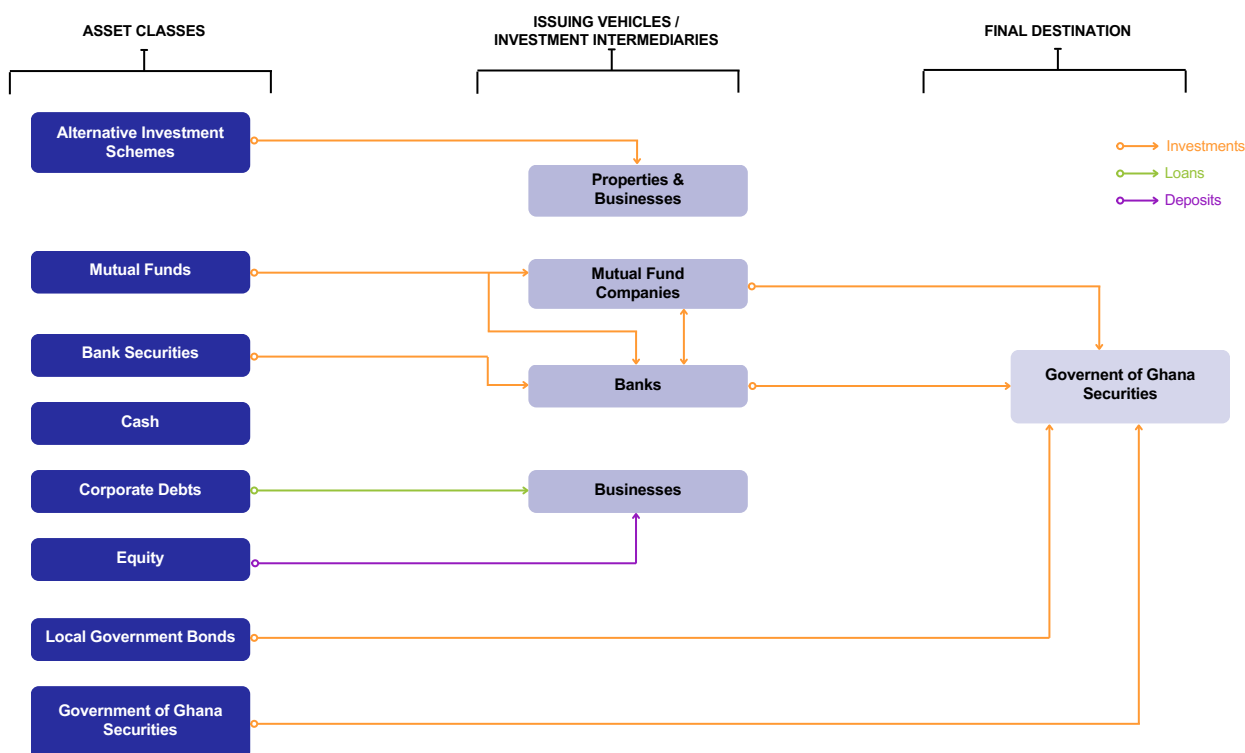 ASSET CLASSES
ISSUING VEHICLES /
INVESTMENT INTERMEDIARIES
FINAL DESTINATION
Alternative Investment
Schemes
Properties &
Businesses
Investments
Loans
Deposits
Mutual Funds
Mutual Fund
Companies
Bank Securities
Banks
Governent of Ghana
Securities
Cash
Corporate Debts
Businesses
Equity
Local Government Bonds
Government of Ghana
Securities